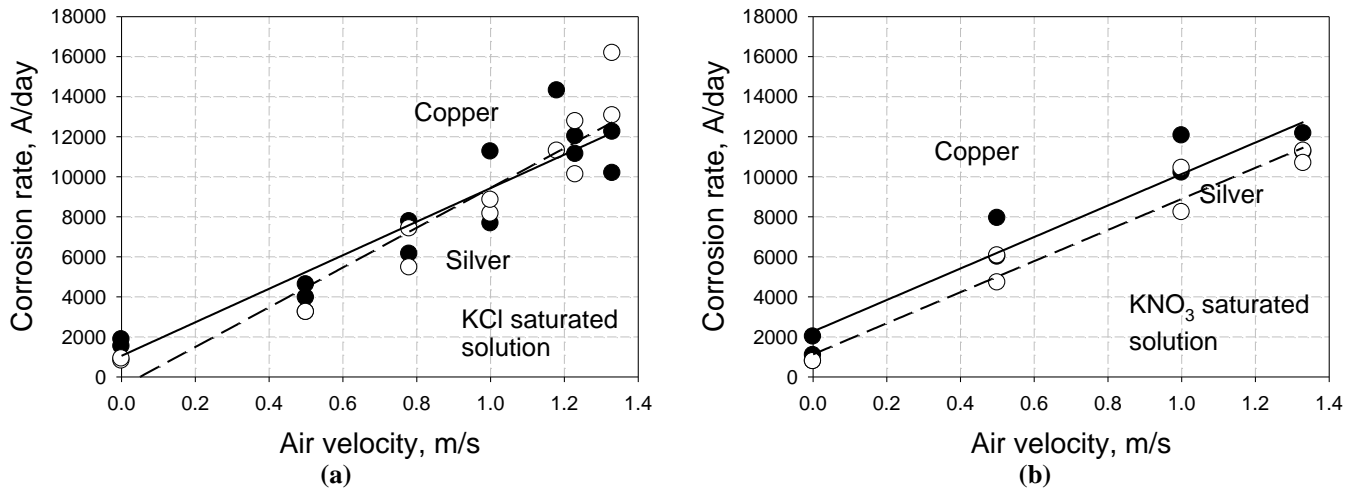 18000
16000
14000
12000
10000
8000
6000
4000
2000
0
Corrosion rate, A/day
Copper
Silver
KCl saturated
solution
0.0 0.2 0.4 0.6 0.8 1.0 1.2 1.4
Air velocity, m/s
(a)
18000
16000
14000
12000
10000
8000
6000
4000
2000
0
Corrosion rate, A/day
Copper
Silver
KNO3 saturated
solution
0.0 0.2 0.4 0.6 0.8 1.0 1.2 1.4
Air velocity, m/s
(b)